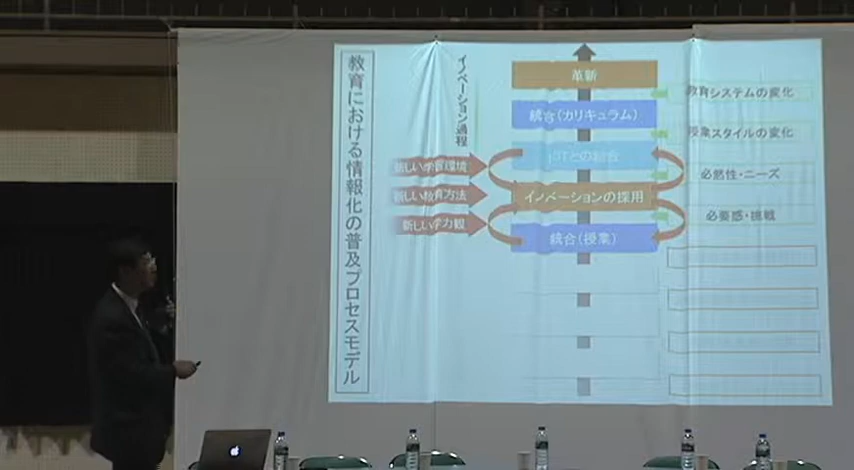 教育における情報化の普及プロセスモデル
イノベーション過程
革新
教育システムの変化
統合(カリキュラム)
授業スタイルの変化
ICTとの結合
新しい学習環境
必然性・ニーズ
新しい教育方法
イノベーションの採用
新しい学力観
必要感・挑戦
統合(授業)